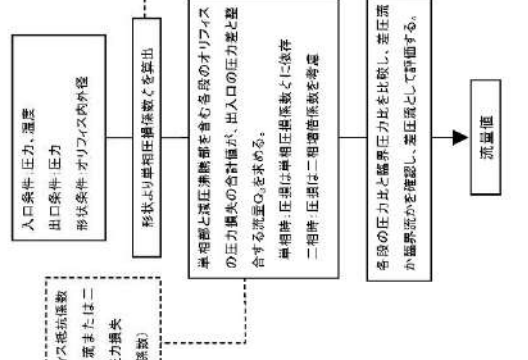 入口条件:圧力、温度
出口条件:圧力
形状条件:オリフィス内外径
形状より単相圧損係数ζを算出
単相部と減圧沸騰部を含む各段のオリフィス
の圧力損失の合計値が、出入口の圧力差と整
合する流量Q₃を求める。
単相時:圧損は単相圧損係数ζに依存
二相時:圧損は二相増倍係数を考慮
各段の圧力比と臨界圧力比を比較し、差圧流
か臨界流かを確認し、差圧流として評価する。
流量値
ィス抵抗係数
流または二
力損失
係数)